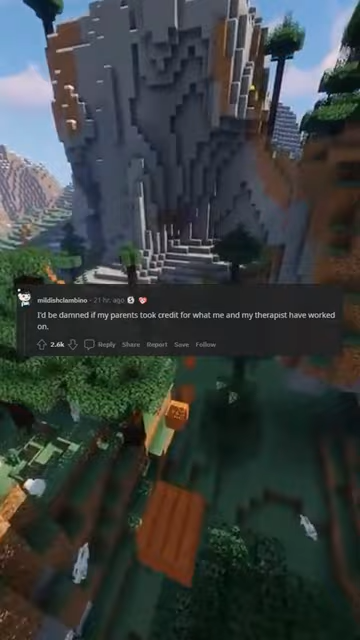 mildishclambino · 21 hr. ago
I'd be damned if my parents took credit for what me and my therapist have worked
on.
2.6k Reply Share Report Save Follow